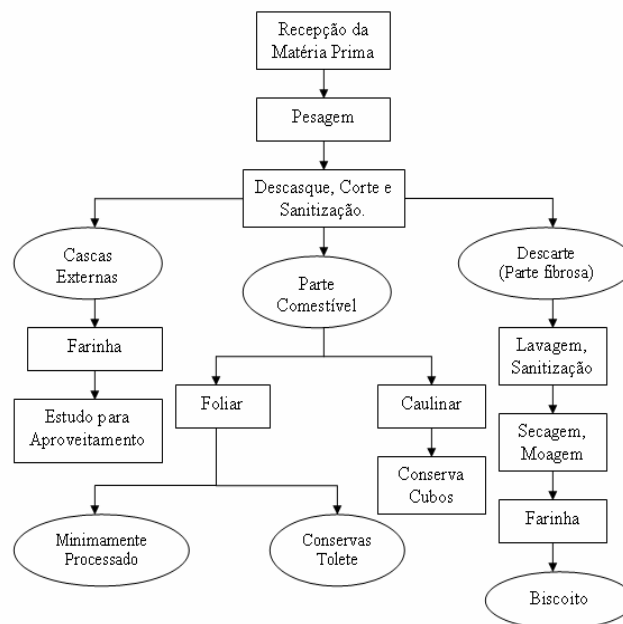 Recepção da
Matéria Prima
Pesagem
Descasque, Corte e
Sanitização.
Cascas
Externas
Parte
Comestível
Descarte
(Parte fibrosa)
Farinha
Lavagem,
Sanitização
Estudo para
Aproveitamento
Foliar
Caulinar
Secagem,
Moagem
Conserva
Cubos
Farinha
Minimamente
Processado
Conservas
Tolete
Biscoito